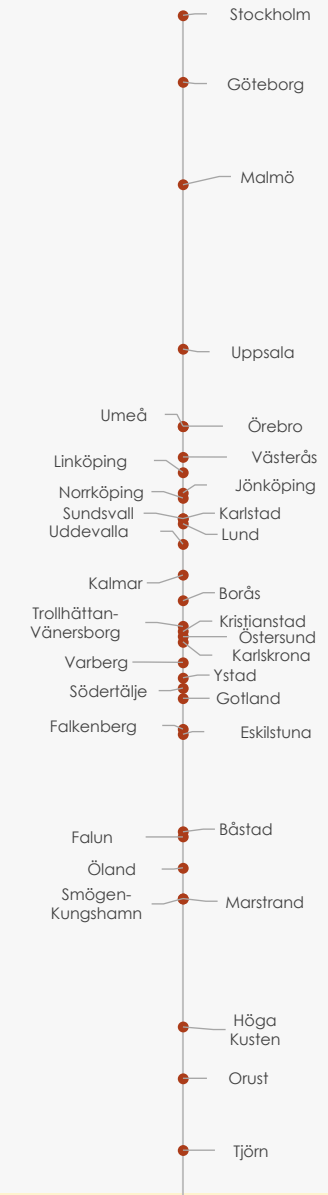 Stockholm
Göteborg
Malmö
Uppsala
Umeå
Örebro
Västerås
Linköping
Jönköping
Norrköping
Sundsvall
Karlstad
Uddevalla
Lund
Kalmar
Borås
Trollhättan-
Vänersborg
Kristianstad
Östersund
Karlskrona
Varberg
Ystad
Södertälje
Gotland
Falkenberg
Eskilstuna
Båstad
Falun
Öland
Smögen-
Kungshamn
Marstrand
Höga
Kusten
Orust
Tjörn